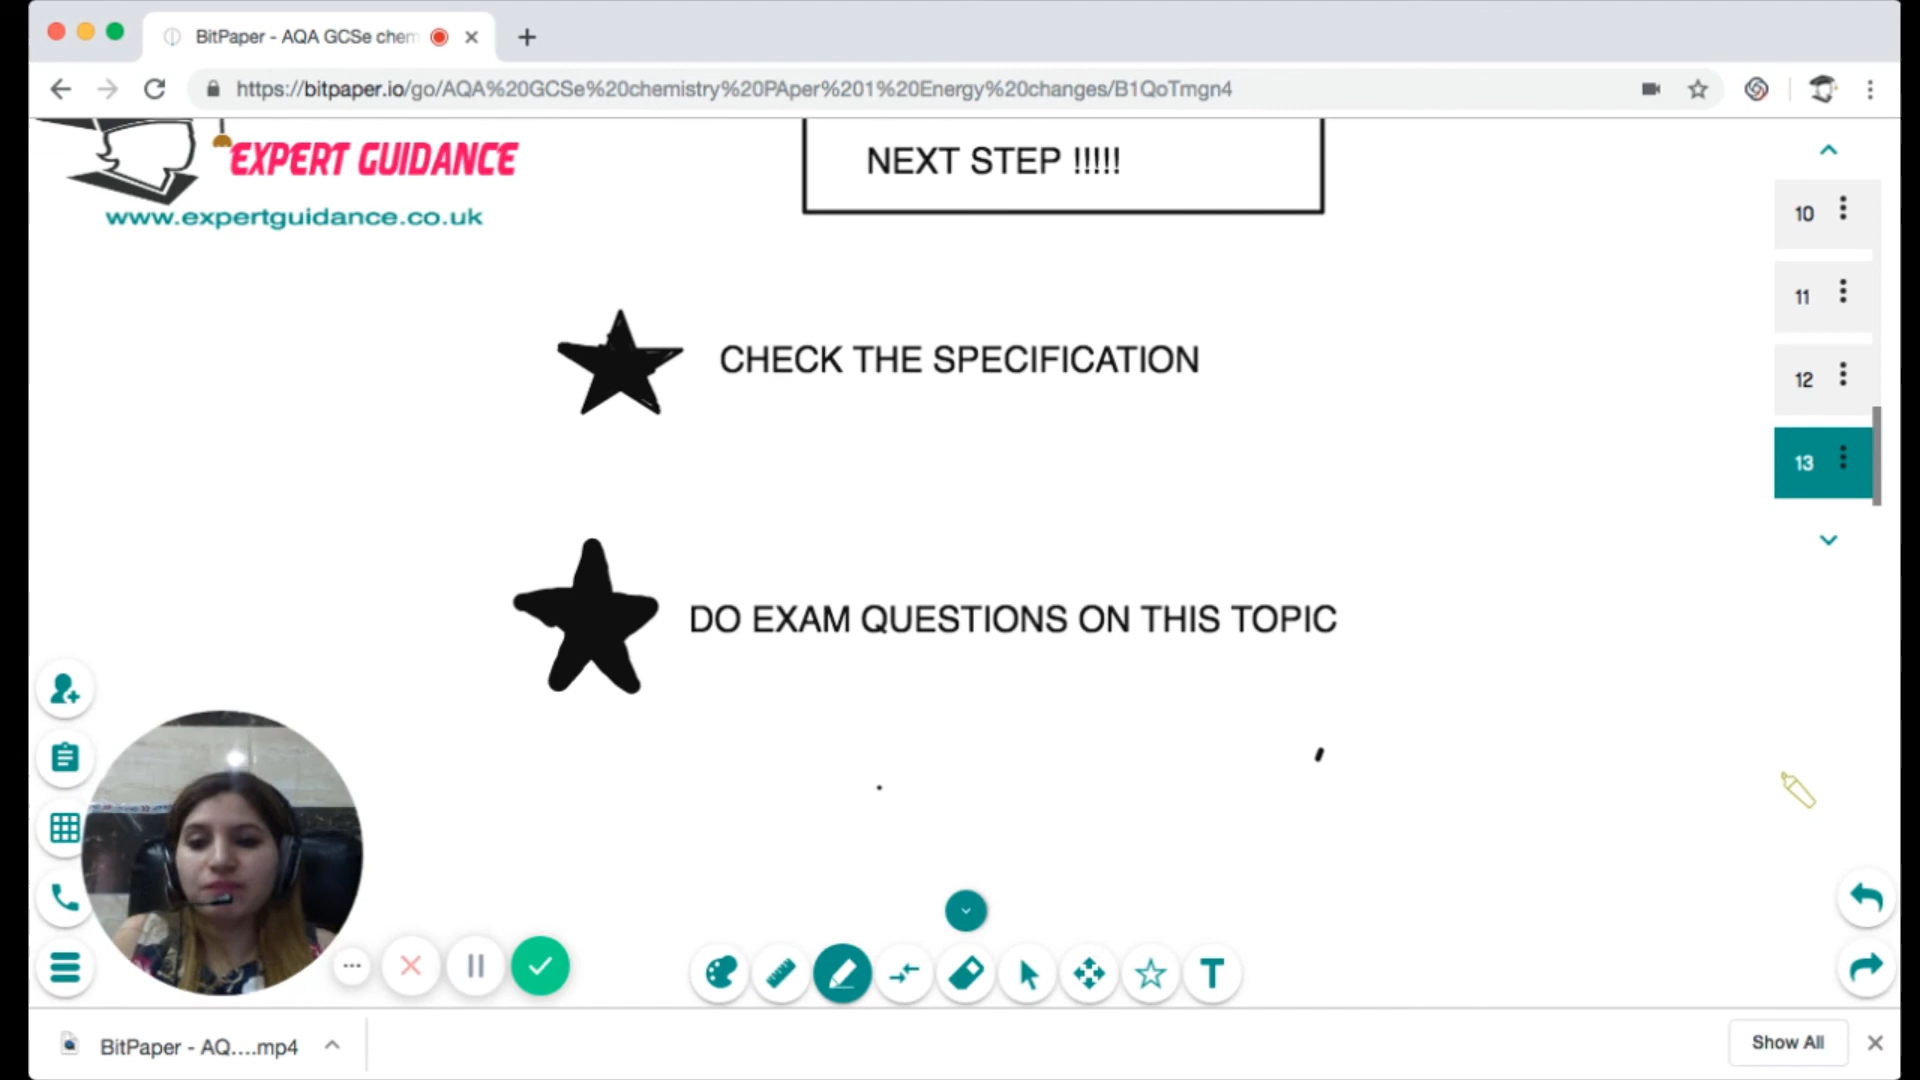 BitPaper - AQA GCSe chem
https://bitpaper.io/go/AQA%20GCSe%20chemistry%20PAper%201%20Energy%20changes/B1QoTmgn4
EXPERT GUIDANCE
www.expertguidance.co.uk
NEXT STEP !!!!!
10
11
12
13
CHECK THE SPECIFICATION
DO EXAM QUESTIONS ON THIS TOPIC
T
BitPaper - AQ....mp4
Show All